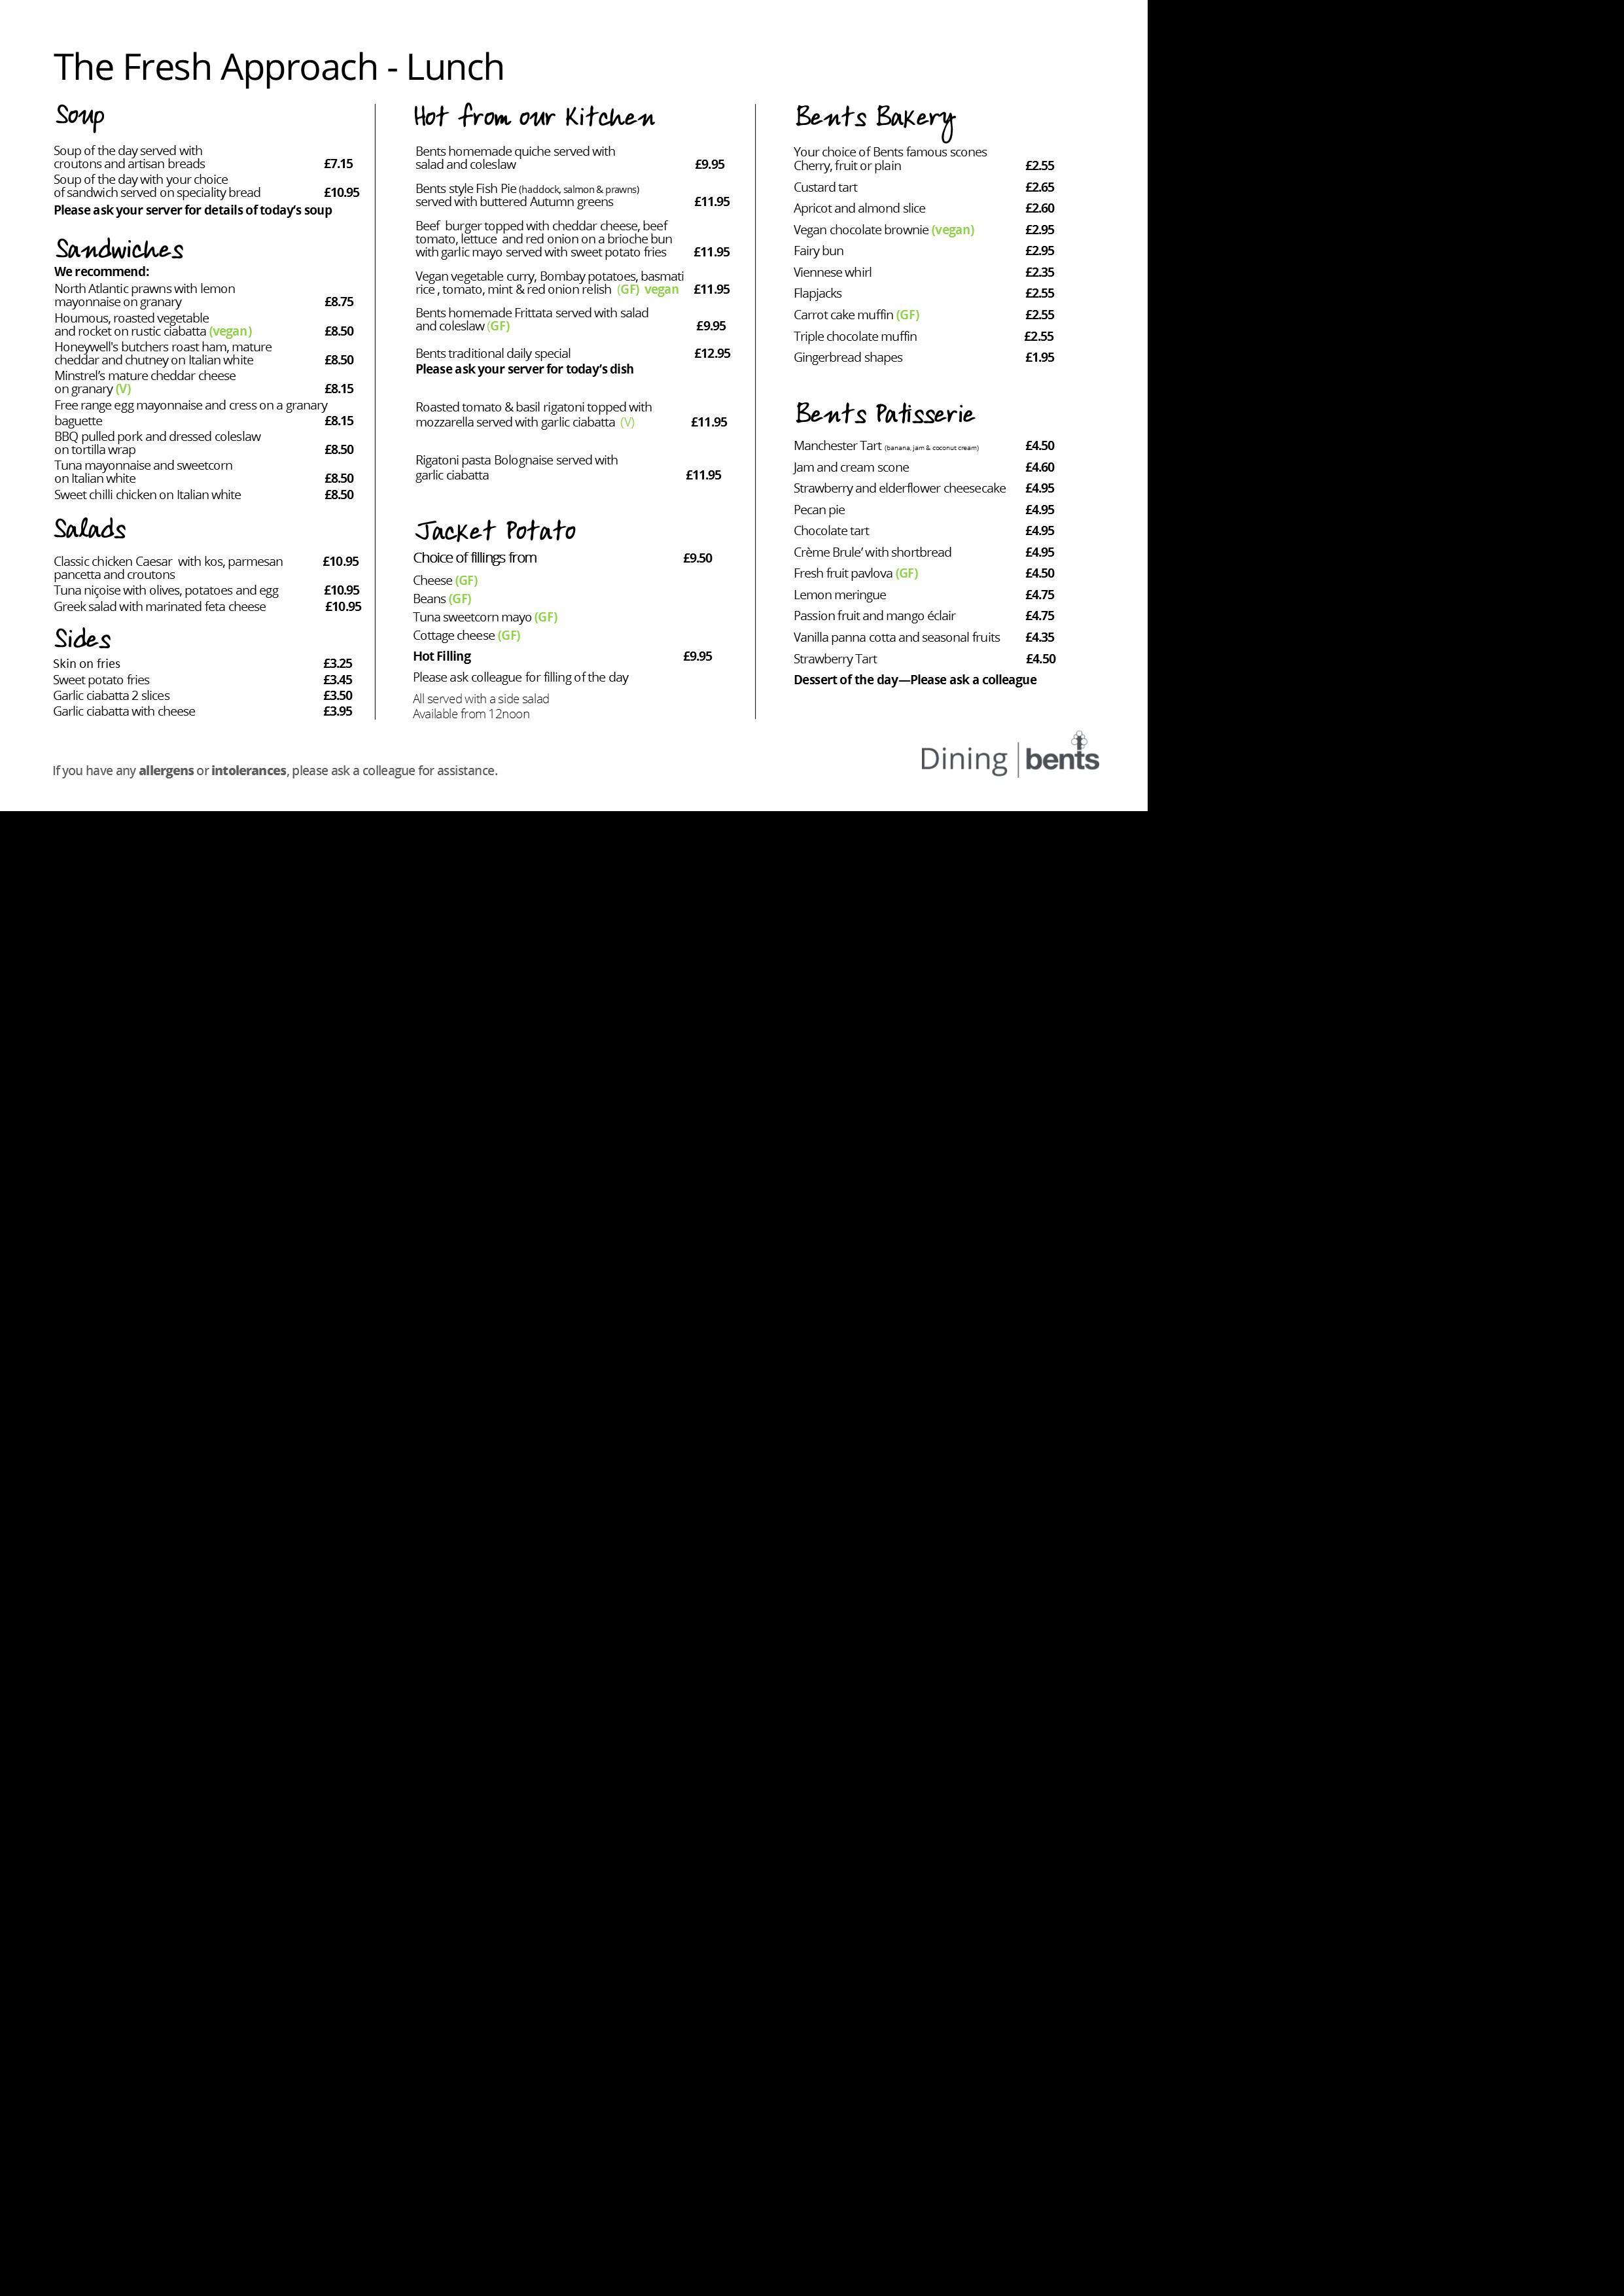 The Fresh Approach - Lunch
Soup
Soup of the day served with
croutons and artisan breads £7.15
Soup of the day with your choice
of sandwich served on speciality bread £10.95
Please ask your server for details of today's soup
Sandwiches
We recommend:
North Atlantic prawns with lemon
mayonnaise on granary £8.75
Houmous, roasted vegetable
and rocket on rustic ciabatta (vegan) £8.50
Honeywell's butchers roast ham, mature
cheddar and chutney on Italian white £8.50
Minstrel's mature cheddar cheese
on granary (V) £8.15
Free range egg mayonnaise and cress on a granary
baguette £8.15
BBQ pulled pork and dressed coleslaw
on tortilla wrap £8.50
Tuna mayonnaise and sweetcorn
on Italian white £8.50
Sweet chilli chicken on Italian white £8.50
Salads
Classic chicken Caesar with kos, parmesan £10.95
pancetta and croutons
Tuna niçoise with olives, potatoes and egg £10.95
Greek salad with marinated feta cheese £10.95
Sides
Skin on fries £3.25
Sweet potato fries £3.45
Garlic ciabatta 2 slices £3.50
Garlic ciabatta with cheese £3.95
Hot from our Kitchen
Bents homemade quiche served with
salad and coleslaw £9.95
Bents style Fish Pie (haddock, salmon & prawns)
served with buttered Autumn greens £11.95
Beef burger topped with cheddar cheese, beef
tomato, lettuce and red onion on a brioche bun
with garlic mayo served with sweet potato fries £11.95
Vegan vegetable curry, Bombay potatoes, basmati
rice , tomato, mint & red onion relish (GF) vegan £11.95
Bents homemade Frittata served with salad
and coleslaw (GF) £9.95
Bents traditional daily special £12.95
Please ask your server for today's dish
Roasted tomato & basil rigatoni topped with
mozzarella served with garlic ciabatta (V) £11.95
Rigatoni pasta Bolognaise served with
garlic ciabatta £11.95
Jacket Potato
Choice of fillings from £9.50
Cheese (GF)
Beans (GF)
Tuna sweetcorn mayo (GF)
Cottage cheese (GF)
Hot Filling £9.95
Please ask colleague for filling of the day
All served with a side salad
Available from 12noon
Bents Bakery
Your choice of Bents famous scones
Cherry, fruit or plain £2.55
Custard tart £2.65
Apricot and almond slice £2.60
Vegan chocolate brownie (vegan) £2.95
Fairy bun £2.95
Viennese whirl £2.35
Flapjacks £2.55
Carrot cake muffin (GF) £2.55
Triple chocolate muffin £2.55
Gingerbread shapes £1.95
Bents Patisserie
Manchester Tart (banana, jam & coconut cream) £4.50
Jam and cream scone £4.60
Strawberry and elderflower cheesecake £4.95
Pecan pie £4.95
Chocolate tart £4.95
Crème Brule' with shortbread £4.95
Fresh fruit pavlova (GF) £4.50
Lemon meringue £4.75
Passion fruit and mango éclair £4.75
Vanilla panna cotta and seasonal fruits £4.35
Strawberry Tart £4.50
Dessert of the day—Please ask a colleague
If you have any allergens or intolerances, please ask a colleague for assistance.
Dining bents